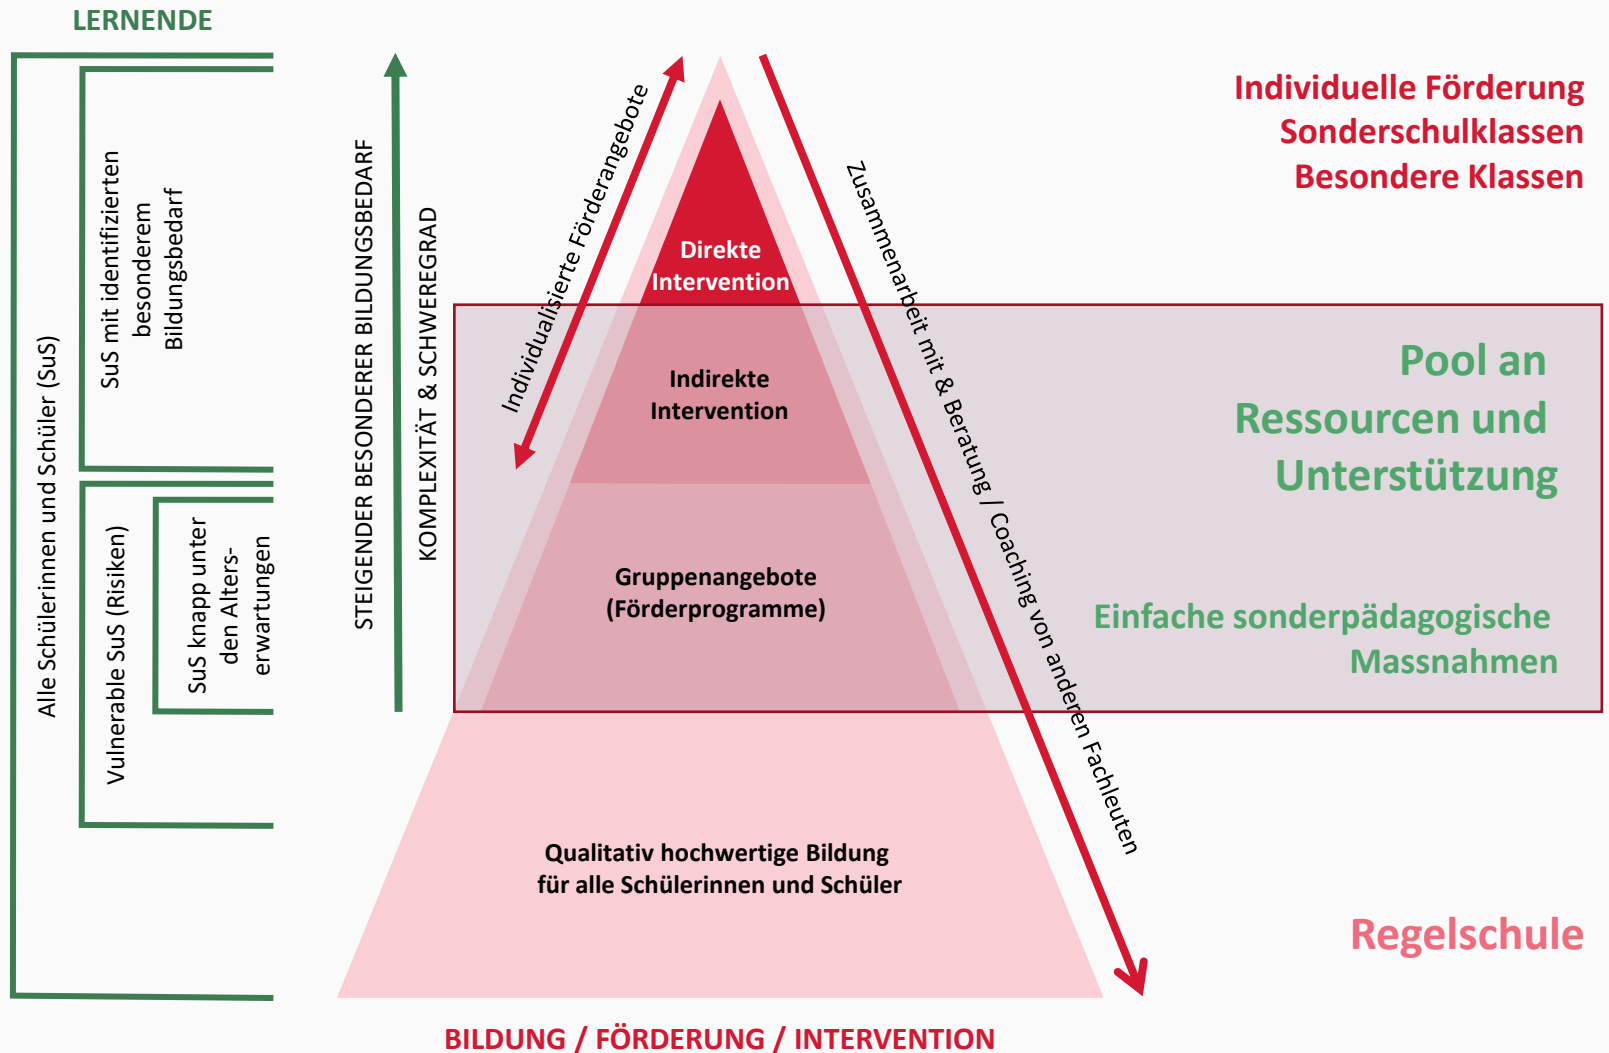 LERNENDE
Alle Schülerinnen und Schüler (SuS)
SuS mit identifizierten
besonderem
Bildungsbedarf
Vulnerable SuS (Risiken)
SuS knapp unter
den Alters-
erwartungen
STEIGENDER BESONDERER BILDUNGSBEDARF
KOMPLEXITÄT & SCHWEREGRAD
Individualisierte Förderangebote
Direkte
Intervention
Indirekte
Intervention
Gruppenangebote
(Förderprogramme)
Qualitativ hochwertige Bildung
für alle Schülerinnen und Schüler
Zusammenarbeit mit & Beratung / Coaching von anderen Fachleuten
Individuelle Förderung
Sonderschulklassen
Besondere Klassen
Pool an
Ressourcen und
Unterstützung
Einfache sonderpädagogische
Massnahmen
Regelschule
BILDUNG / FÖRDERUNG / INTERVENTION